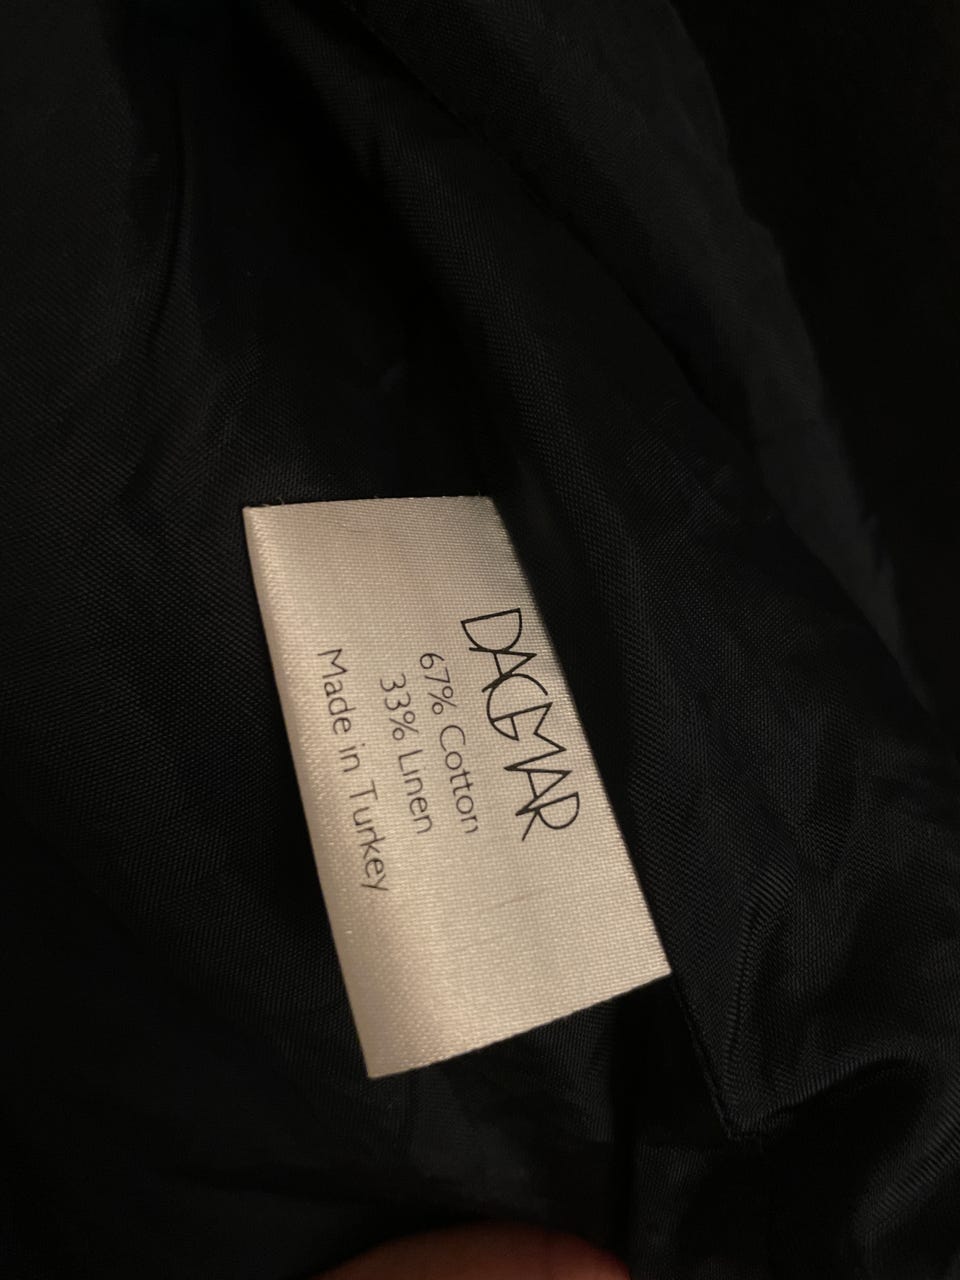 DAGMAR
67% Cotton
33% Linen
Made in Turkey